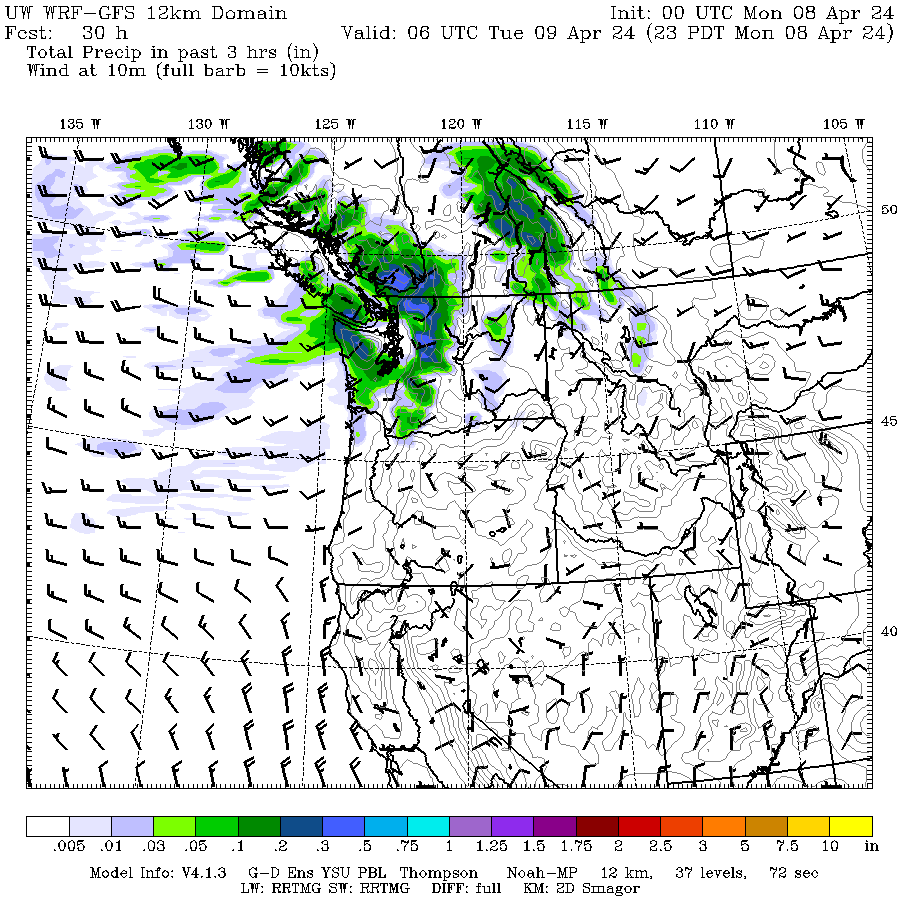 UW WRF-GFS 12km Domain Init: 00 UTC Mon 08 Apr 24
Fcst: 30 h Valid: 06 UTC Tue 09 Apr 24 (23 PDT Mon 08 Apr 24)
Total Precip in past 3 hrs (in)
Wind at 10m (full barb = 10kts)
135 W 130 W 125 W 120 W 115 W 110 W 105 W
50
45
40
.005 .01 .03 .05 .1 .2 .3 .5 .75 1 1.25 1.5 1.75 2 2.5 3 5 7.5 10 in
Model Info: V4.1.3 G-D Ens YSU PBL Thompson Noah-MP 12 km, 37 levels, 72 sec
LW: RRTMG SW: RRTMG DIFF: full KM: 2D Smagor